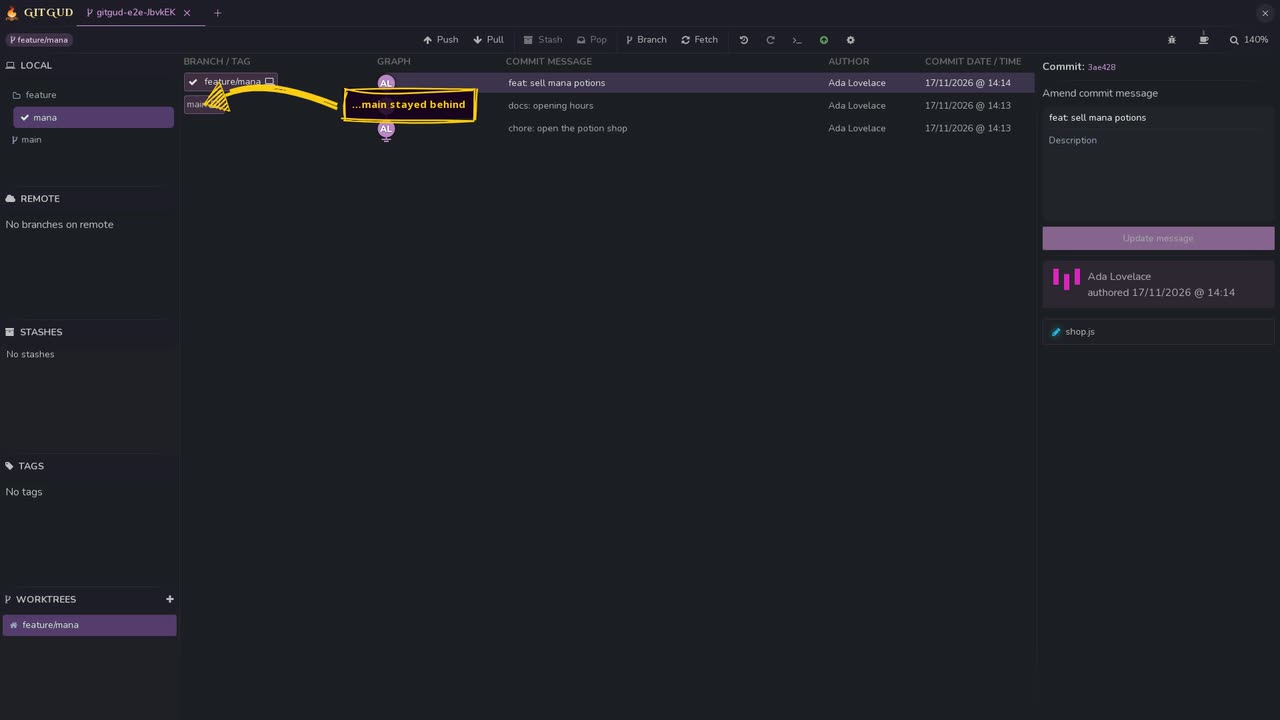 GITGUD
gitgud-e2e-JbvkEK
feature/mana
Push
Pull
Stash
Pop
Branch
Fetch
140%
LOCAL
feature
mana
main
REMOTE
No branches on remote
STASHES
No stashes
TAGS
No tags
WORKTREES
feature/mana
BRANCH / TAG
GRAPH
COMMIT MESSAGE
AUTHOR
COMMIT DATE / TIME
feature/mana
AL
feat: sell mana potions
Ada Lovelace
17/11/2026 @ 14:14
main
...main stayed behind
docs: opening hours
Ada Lovelace
17/11/2026 @ 14:13
AL
chore: open the potion shop
Ada Lovelace
17/11/2026 @ 14:13
Commit: 3ae428
Amend commit message
feat: sell mana potions
Description
Update message
Ada Lovelace
authored 17/11/2026 @ 14:14
shop.js